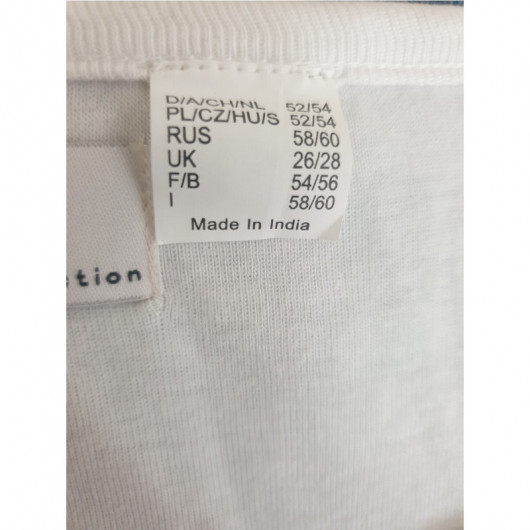 D/A/CH/NL 52/54
PL/CZ/HU/S 52/54
RUS 58/60
UK 26/28
F/B 54/56
I 58/60
Made In India
ction